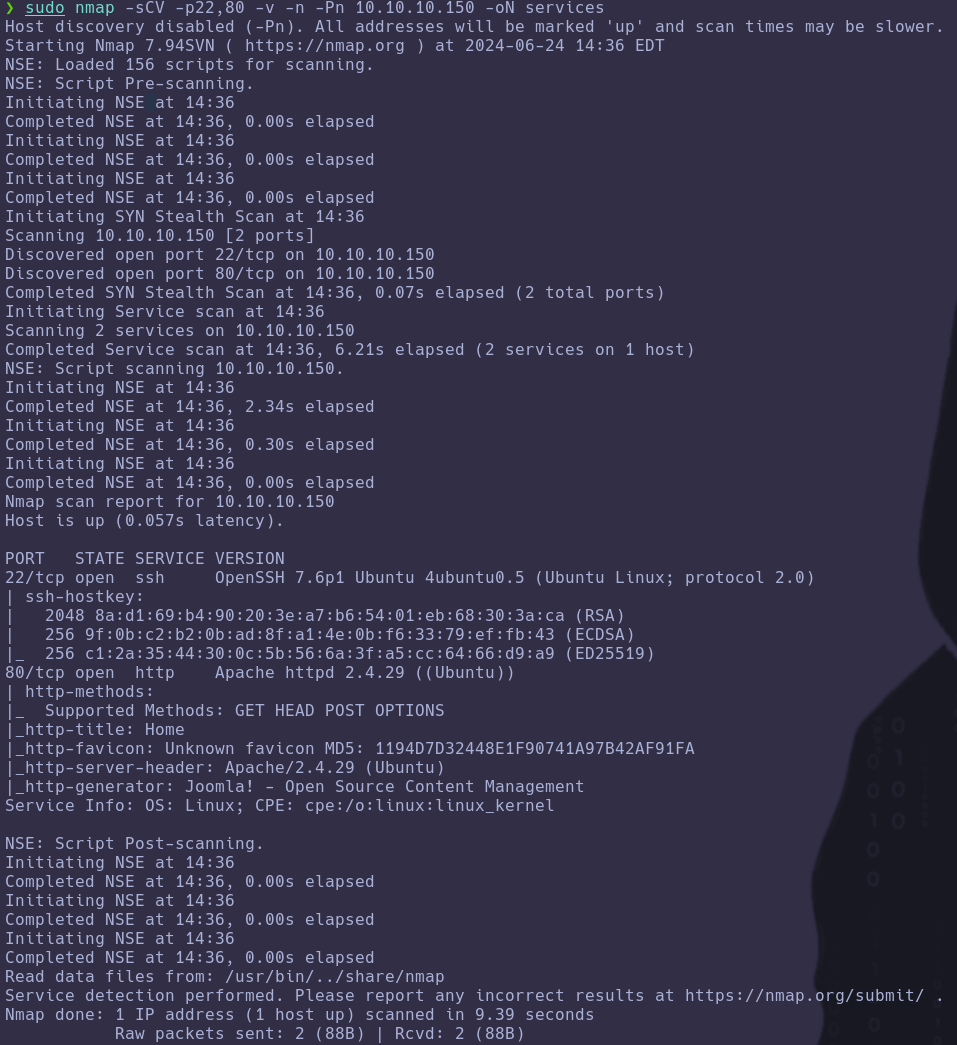 ❯ sudo nmap -sCV -p22,80 -v -n -Pn 10.10.10.150 -oN services
Host discovery disabled (-Pn). All addresses will be marked 'up' and scan times may be slower.
Starting Nmap 7.94SVN ( https://nmap.org ) at 2024-06-24 14:36 EDT
NSE: Loaded 156 scripts for scanning.
NSE: Script Pre-scanning.
Initiating NSE at 14:36
Completed NSE at 14:36, 0.00s elapsed
Initiating NSE at 14:36
Completed NSE at 14:36, 0.00s elapsed
Initiating NSE at 14:36
Completed NSE at 14:36, 0.00s elapsed
Initiating SYN Stealth Scan at 14:36
Scanning 10.10.10.150 [2 ports]
Discovered open port 22/tcp on 10.10.10.150
Discovered open port 80/tcp on 10.10.10.150
Completed SYN Stealth Scan at 14:36, 0.07s elapsed (2 total ports)
Initiating Service scan at 14:36
Scanning 2 services on 10.10.10.150
Completed Service scan at 14:36, 6.21s elapsed (2 services on 1 host)
NSE: Script scanning 10.10.10.150.
Initiating NSE at 14:36
Completed NSE at 14:36, 2.34s elapsed
Initiating NSE at 14:36
Completed NSE at 14:36, 0.30s elapsed
Initiating NSE at 14:36
Completed NSE at 14:36, 0.00s elapsed
Nmap scan report for 10.10.10.150
Host is up (0.057s latency).

PORT   STATE SERVICE VERSION
22/tcp open  ssh     OpenSSH 7.6p1 Ubuntu 4ubuntu0.5 (Ubuntu Linux; protocol 2.0)
| ssh-hostkey:
|   2048 8a:d1:69:b4:90:20:3e:a7:b6:54:01:eb:68:30:3a:ca (RSA)
|   256 9f:0b:c2:b2:0b:ad:8f:a1:4e:0b:f6:33:79:ef:fb:43 (ECDSA)
|_  256 c1:2a:35:44:30:0c:5b:56:6a:3f:a5:cc:64:66:d9:a9 (ED25519)
80/tcp open  http    Apache httpd 2.4.29 ((Ubuntu))
| http-methods:
|_  Supported Methods: GET HEAD POST OPTIONS
|_http-title: Home
|_http-favicon: Unknown favicon MD5: 1194D7D32448E1F90741A97B42AF91FA
|_http-server-header: Apache/2.4.29 (Ubuntu)
|_http-generator: Joomla! - Open Source Content Management
Service Info: OS: Linux; CPE: cpe:/o:linux:linux_kernel

NSE: Script Post-scanning.
Initiating NSE at 14:36
Completed NSE at 14:36, 0.00s elapsed
Initiating NSE at 14:36
Completed NSE at 14:36, 0.00s elapsed
Initiating NSE at 14:36
Completed NSE at 14:36, 0.00s elapsed
Read data files from: /usr/bin/../share/nmap
Service detection performed. Please report any incorrect results at https://nmap.org/submit/ .
Nmap done: 1 IP address (1 host up) scanned in 9.39 seconds
           Raw packets sent: 2 (88B) | Rcvd: 2 (88B)